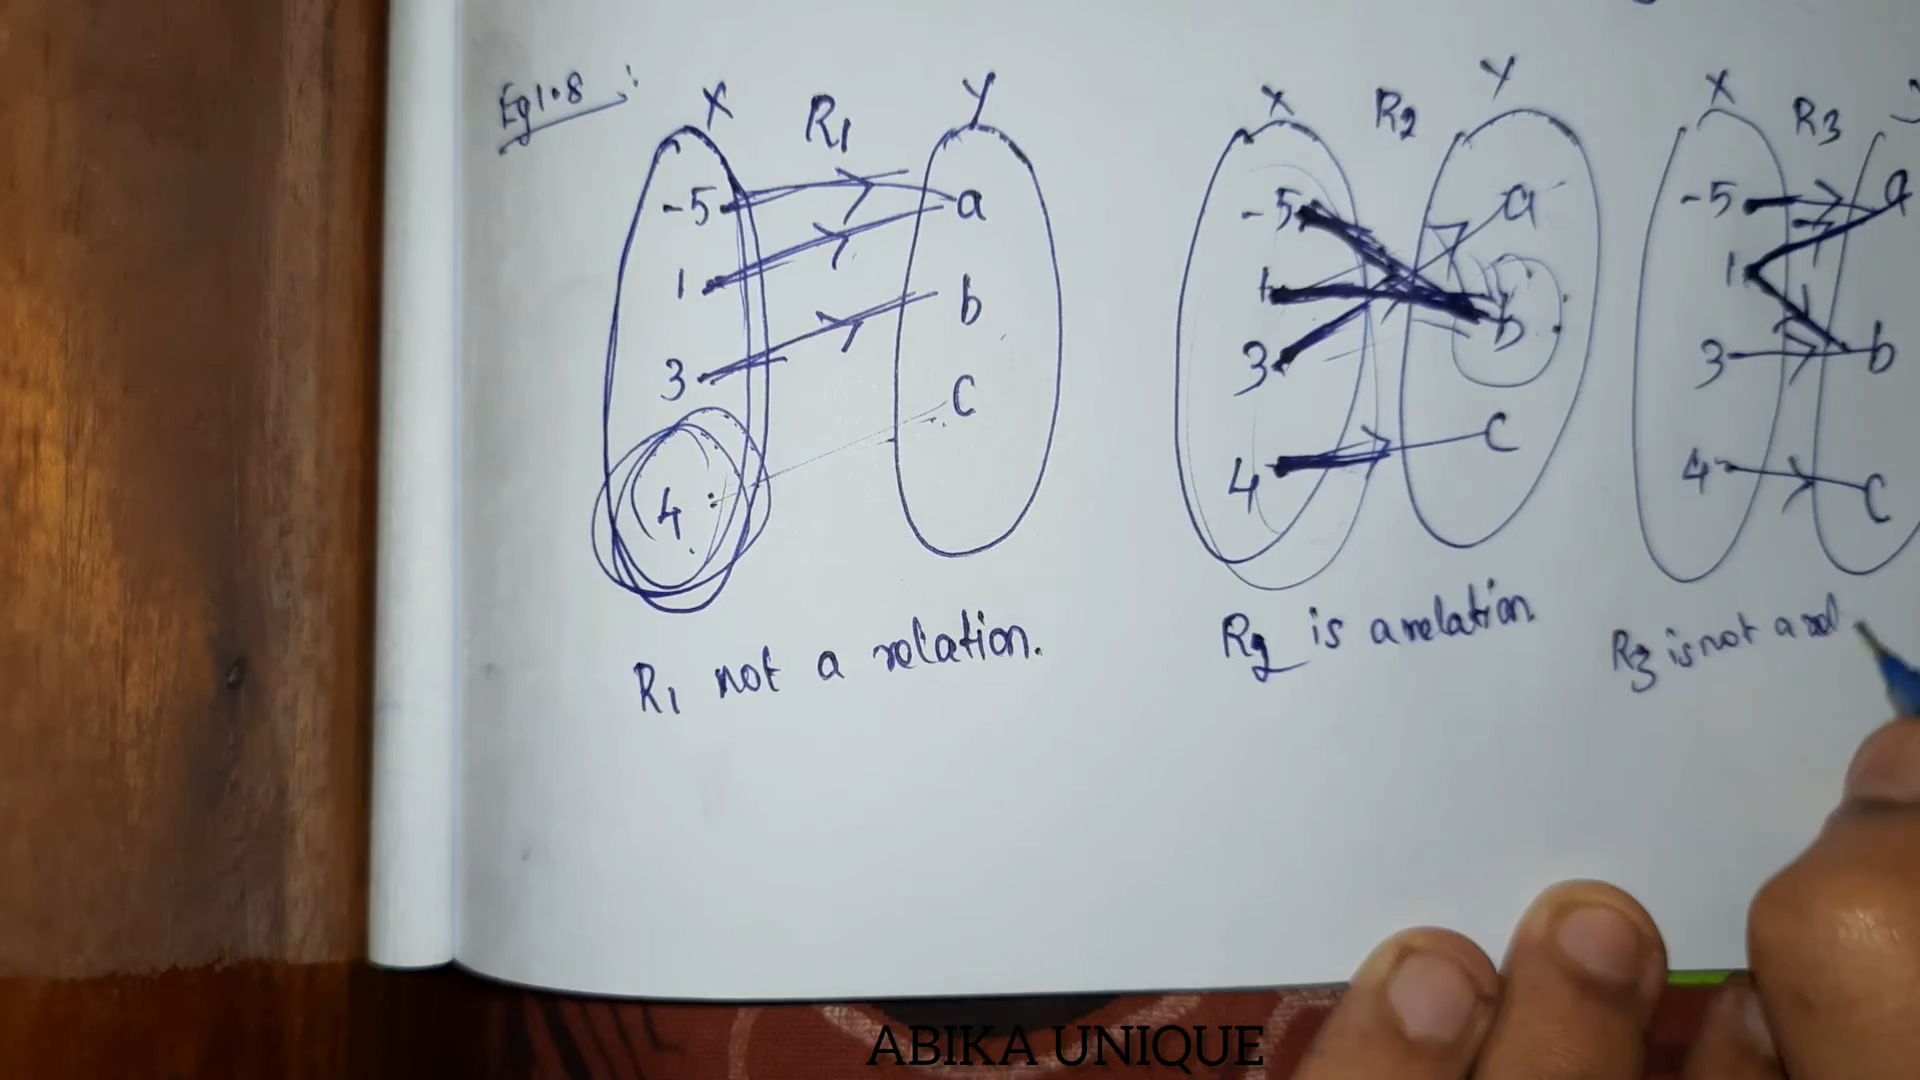 Eg 1.8 :
X R1 Y
-5 a
1 b
3 c
4
R1 not a relation.
X R2 Y
-5 a
1 b
3
4 c
R2 is a relation
X R3
-5 a
1
3 b
4 c
R3 is not a rel
ABIKA UNIQUE